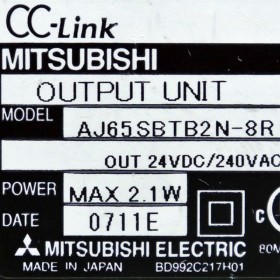 CC-Link
MITSUBISHI
OUTPUT UNIT
MODEL AJ65SBTB2N-8R
OUT 24VDC/240VAC
POWER MAX 2.1W
DATE 0711E
MITSUBISHI ELECTRIC
MADE IN JAPAN BD992C217H01